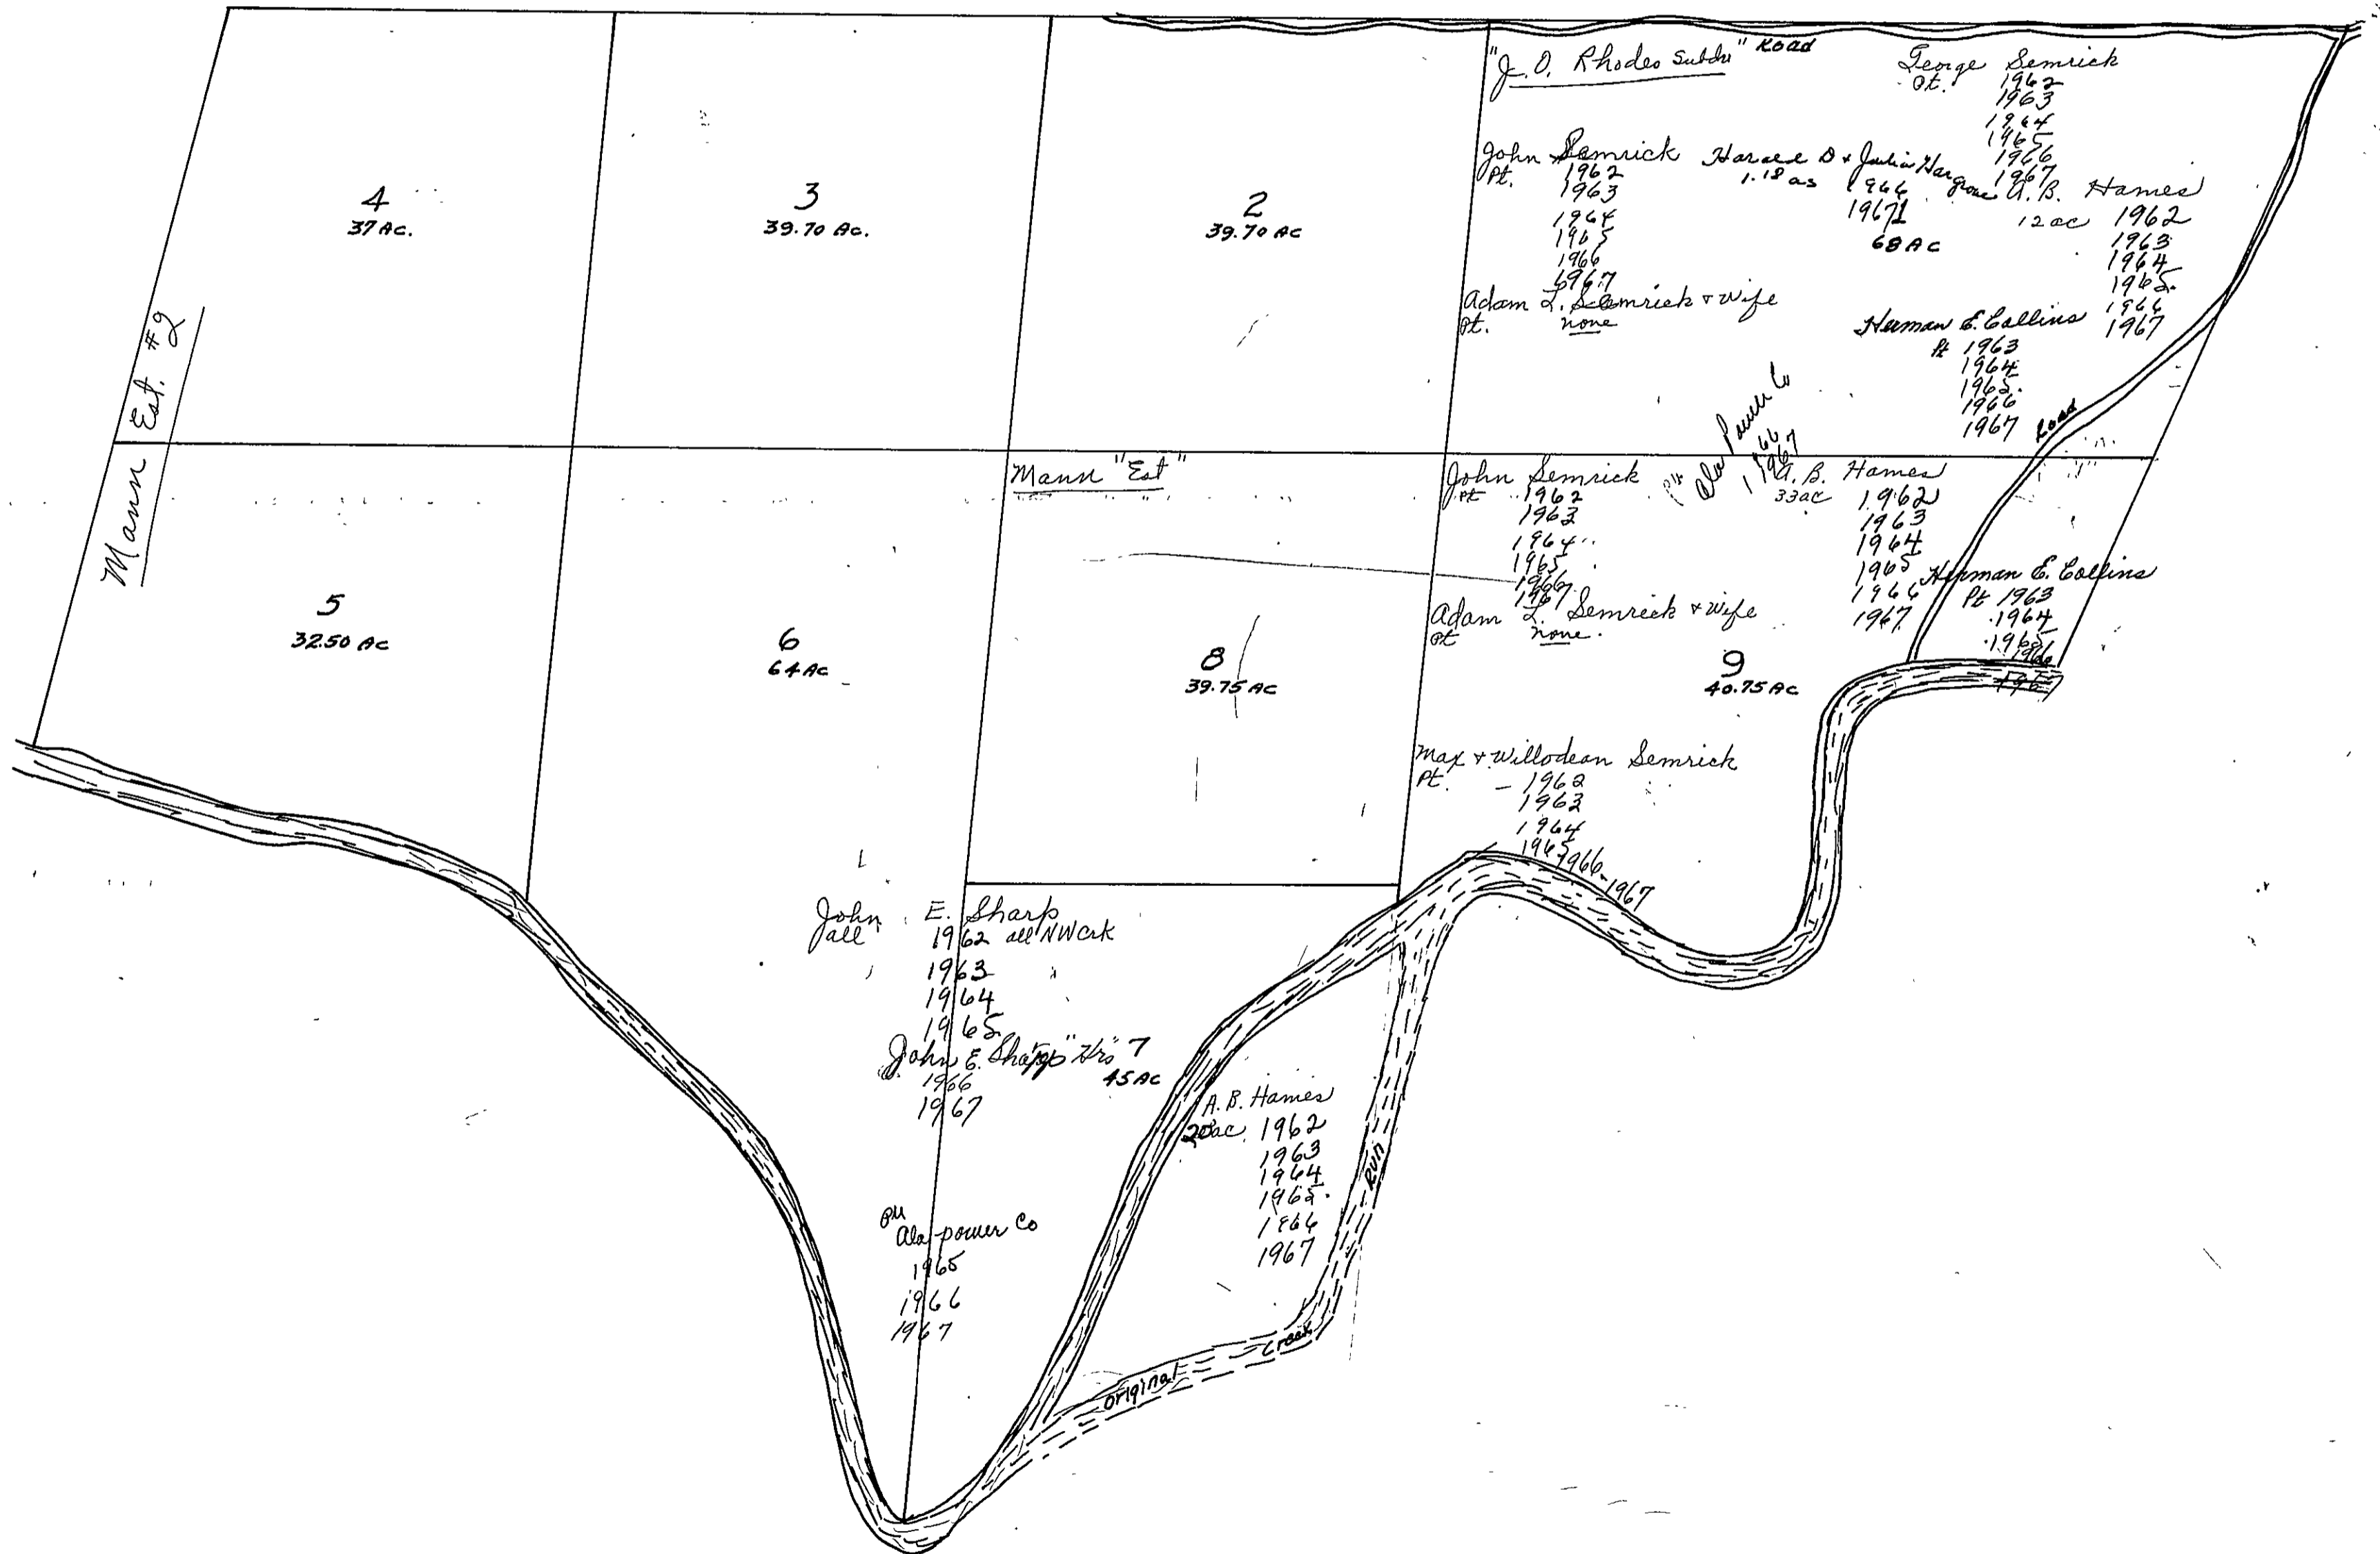 "J. O. Rhodes Subdv"
Road
George Semrick
Pt.
1962
1963
1964
1965
1966
1967
John Semrick
Pt.
1962
1963
1964
1965
1966
1967
Harold D + Julia Hargrove
1.18 as
1966
1967
1
68 AC
A. B. Hames
12 ac
1962
1963
1964
1965
1966
1967
Adam L. Semrick + wife
Pt.
none
Herman E. Collins
Pt 1963
1964
1965
1966
1967
Road
4
37 AC.
3
39.70 AC.
2
39.70 AC
Mann Est. #2
Mann "Est"
Ala Power Co
1966
1967
John Semrick
Pt
1962
1963
1964
1965
1966
1967
A. B. Hames
33 ac
1962
1963
1964
1965
1966
1967
Herman E. Collins
Pt 1963
1964
1965
1966
1967
Adam L. Semrick + wife
Pt
none.
5
32.50 AC
6
64 AC
8
39.75 AC
9
40.75 AC
Max + Willodean Semrick
Pt.
1962
1963
1964
1965
1966-1967
John E. Sharp
all
1962 all NW
1963
1964
1965
John E. Sharp "Hrs"
1966
1967
7
45 AC
A. B. Hames
20 ac
1962
1963
1964
1965
1966
1967
Ala power Co
1965
1966
1967
Original Creek Run